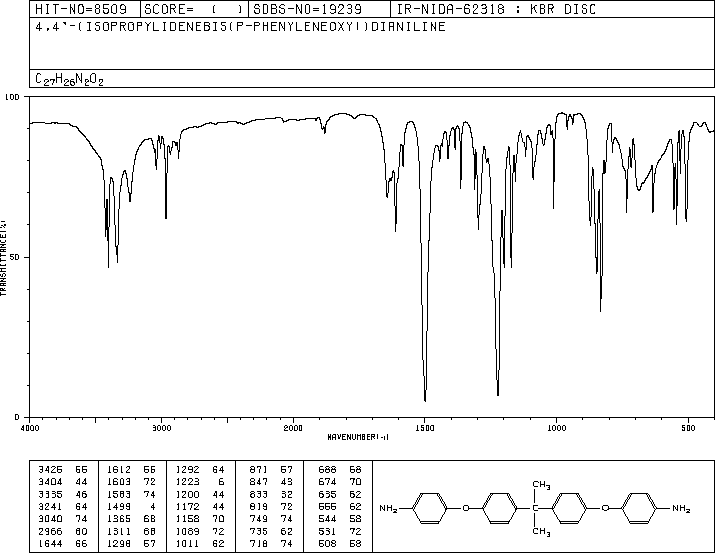 HIT-NO=8509 SCORE= ( ) SDBS-NO=19239 IR-NIDA-62318 : KBR DISC
4,4'-(ISOPROPYLIDENEBIS(P-PHENYLENEOXY))DIANILINE
C27H26N2O2
100
50
0
TRANSMITTANCE(%)
4000 3000 2000 1500 1000 500
WAVENUMBER(-1)
3425 55 1612 55 1292 64 871 57 688 68
3404 44 1603 72 1223 6 847 43 674 70
3335 46 1583 74 1200 44 833 32 635 62
3241 64 1499 4 1172 44 819 72 555 62
3040 74 1365 68 1158 70 749 74 544 58
2966 60 1311 68 1089 72 735 62 531 72
1644 66 1298 57 1011 62 718 74 508 58
NH2 O CH3 C CH3 O NH2